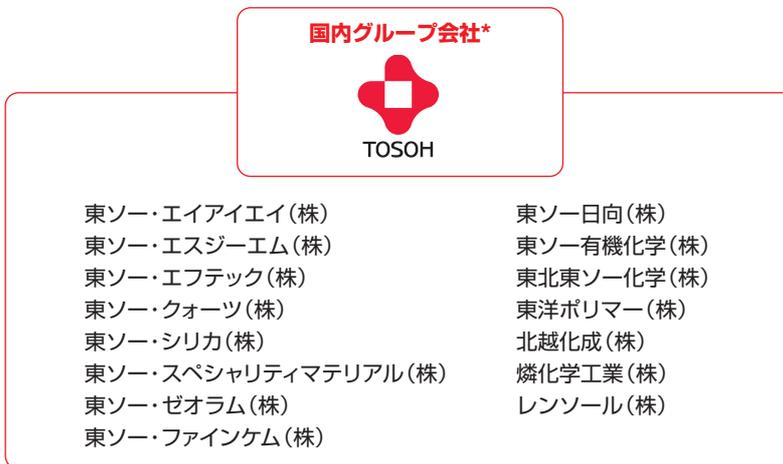 国内グループ会社*
TOSOH
東ソー・エイアイエイ(株)
東ソー・エスジーエム(株)
東ソー・エフテック(株)
東ソー・クォーツ(株)
東ソー・シリカ(株)
東ソー・スペシャリティマテリアル(株)
東ソー・ゼオラム(株)
東ソー・ファインケム(株)
東ソー日向(株)
東ソー有機化学(株)
東北東ソー化学(株)
東洋ポリマー(株)
北越化成(株)
燐化学工業(株)
レンソール(株)